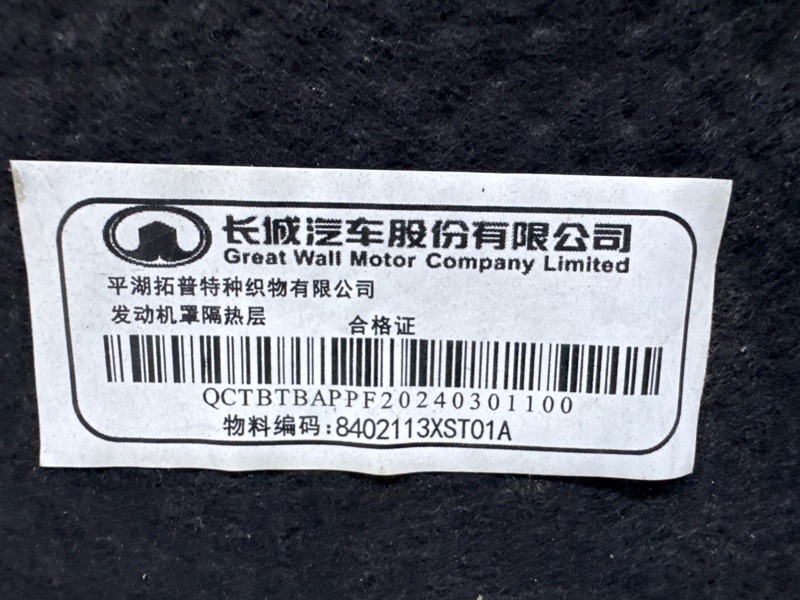 长城汽车股份有限公司
Great Wall Motor Company Limited
平湖拓普特种织物有限公司
发动机罩隔热层 合格证
QCTBTBAPPF20240301100
物料编码:8402113XST01A